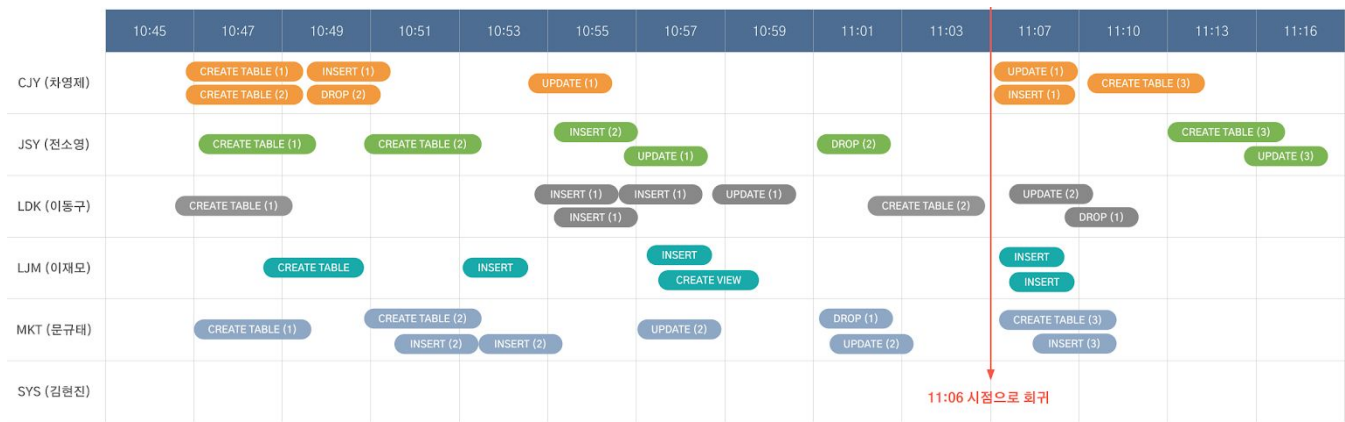 10:45 10:47 10:49 10:51 10:53 10:55 10:57 10:59 11:01 11:03 11:07 11:10 11:13 11:16
CJY (차영제)
CREATE TABLE (1) INSERT (1) UPDATE (1) UPDATE (1) CREATE TABLE (3)
CREATE TABLE (2) DROP (2) INSERT (1)
JSY (전소영)
CREATE TABLE (1) CREATE TABLE (2) INSERT (2) DROP (2) CREATE TABLE (3)
UPDATE (1) UPDATE (3)
LDK (이동구)
CREATE TABLE (1) INSERT (1) INSERT (1) UPDATE (1) CREATE TABLE (2) UPDATE (2)
INSERT (1) DROP (1)
LJM (이재모)
CREATE TABLE INSERT INSERT INSERT
CREATE VIEW INSERT
MKT (문규태)
CREATE TABLE (1) CREATE TABLE (2) UPDATE (2) DROP (1) CREATE TABLE (3)
INSERT (2) INSERT (2) UPDATE (2) INSERT (3)
SYS (김현진)
11:06 시점으로 회귀